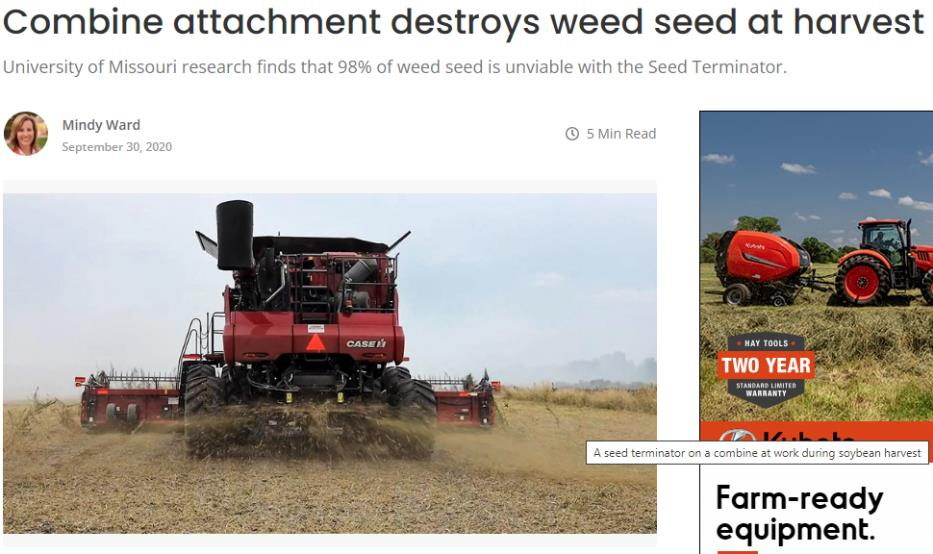 Combine attachment destroys weed seed at harvest
University of Missouri research finds that 98% of weed seed is unviable with the Seed Terminator.
Mindy Ward
September 30, 2020
5 Min Read
CASE IH
Kubota
HAY TOOLS
TWO YEAR
STANDARD LIMITED
WARRANTY
Kubota
A seed terminator on a combine at work during soybean harvest
Farm-ready
equipment.